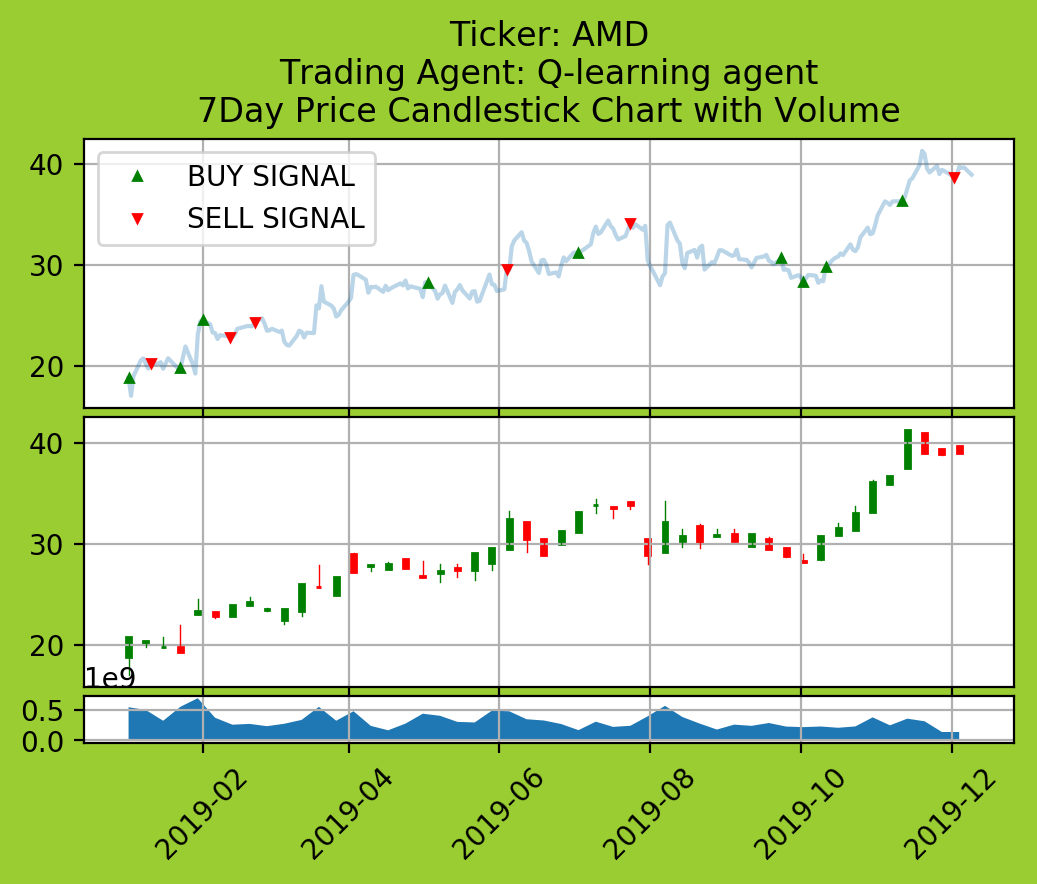 Ticker: AMD
Trading Agent: Q-learning agent
7Day Price Candlestick Chart with Volume
40
30
20
BUY SIGNAL
SELL SIGNAL
40
30
20
1e9
0.5
0.0
2019-02
2019-04
2019-06
2019-08
2019-10
2019-12